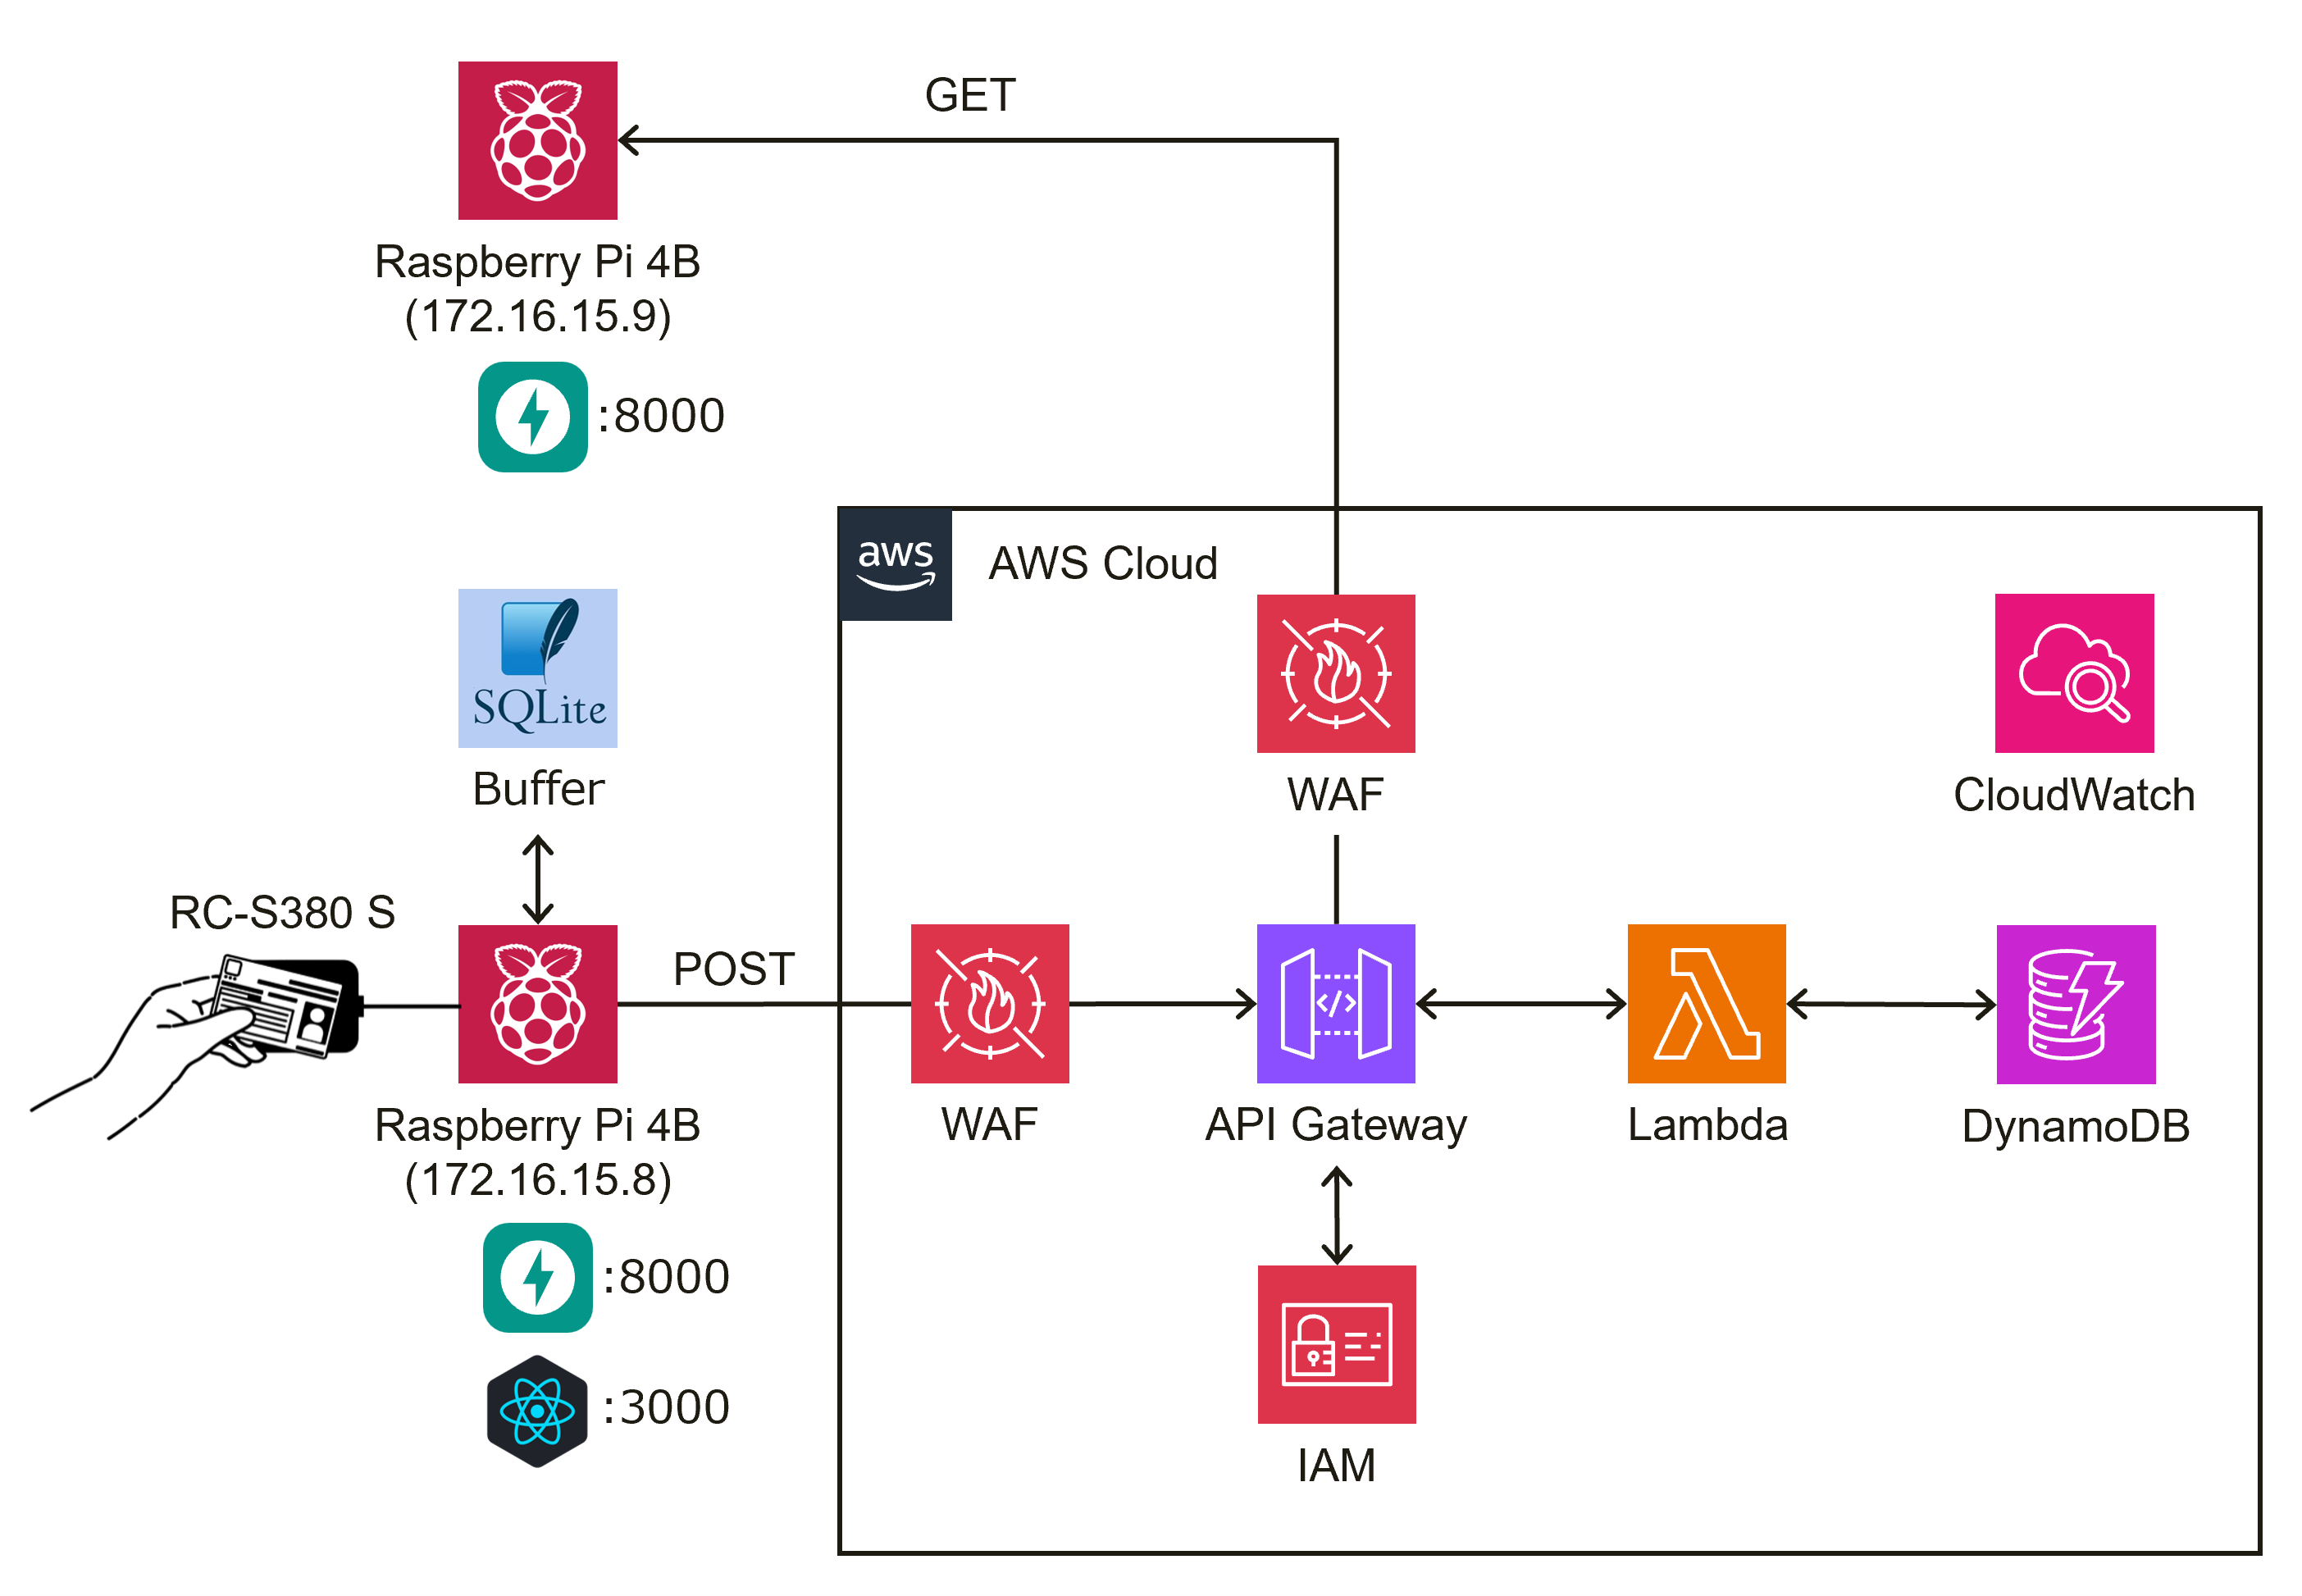 GET
Raspberry Pi 4B
(172.16.15.9)
:8000
aws
AWS Cloud
SQLite
Buffer
WAF
CloudWatch
RC-S380 S
POST
</>
Raspberry Pi 4B
(172.16.15.8)
WAF
API Gateway
Lambda
DynamoDB
:8000
:3000
IAM